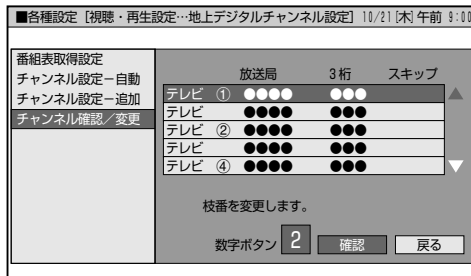 ■各種設定［視聴・再生設定…地上デジタルチャンネル設定］10/21[木]午前 9:00
番組表取得設定
チャンネル設定－自動
チャンネル設定－追加
チャンネル確認／変更
放送局 3桁 スキップ
テレビ ① ●●●● ●●●
テレビ ●●●● ●●●
テレビ ② ●●●● ●●●
テレビ ●●●● ●●●
テレビ ④ ●●●● ●●●
枝番を変更します。
数字ボタン 2 確認 戻る